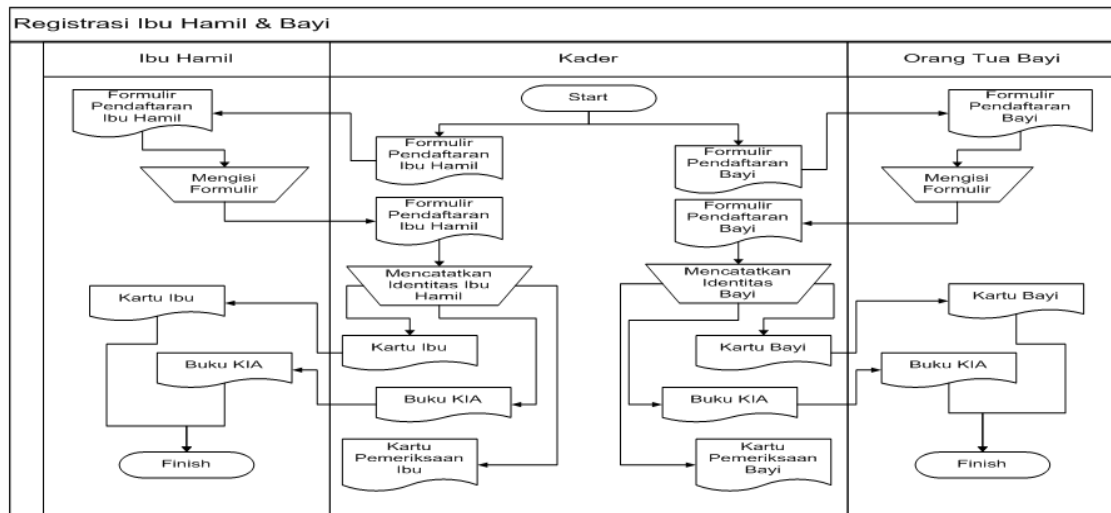 Registrasi Ibu Hamil & Bayi
Ibu Hamil
Kader
Orang Tua Bayi
Formulir
Pendaftaran
Ibu Hamil
Start
Formulir
Pendaftaran
Bayi
Formulir
Pendaftaran
Ibu Hamil
Formulir
Pendaftaran
Bayi
Mengisi
Formulir
Mengisi
Formulir
Formulir
Pendaftaran
Ibu Hamil
Formulir
Pendaftaran
Bayi
Mencatatkan
Identitas Ibu
Hamil
Mencatatkan
Identitas
Bayi
Kartu Ibu
Kartu Bayi
Kartu Ibu
Kartu Bayi
Buku KIA
Buku KIA
Buku KIA
Buku KIA
Kartu
Pemeriksaan
Ibu
Kartu
Pemeriksaan
Bayi
Finish
Finish